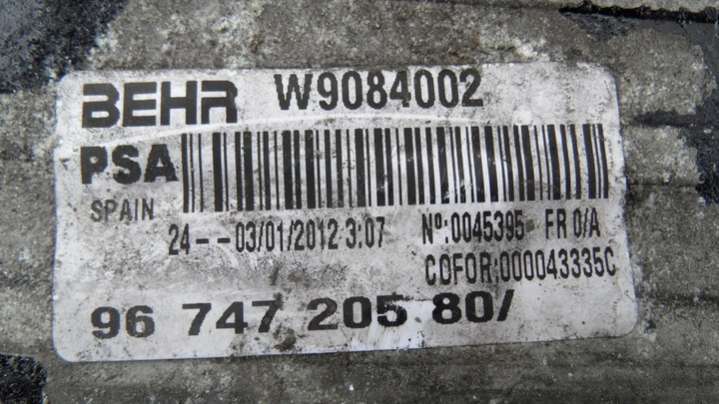 BEHR W9084002
PSA
SPAIN
24--03/01/2012 3:07 Nº:0045395 FR 0/A
COFOR:000043335C
96 747 205 80/